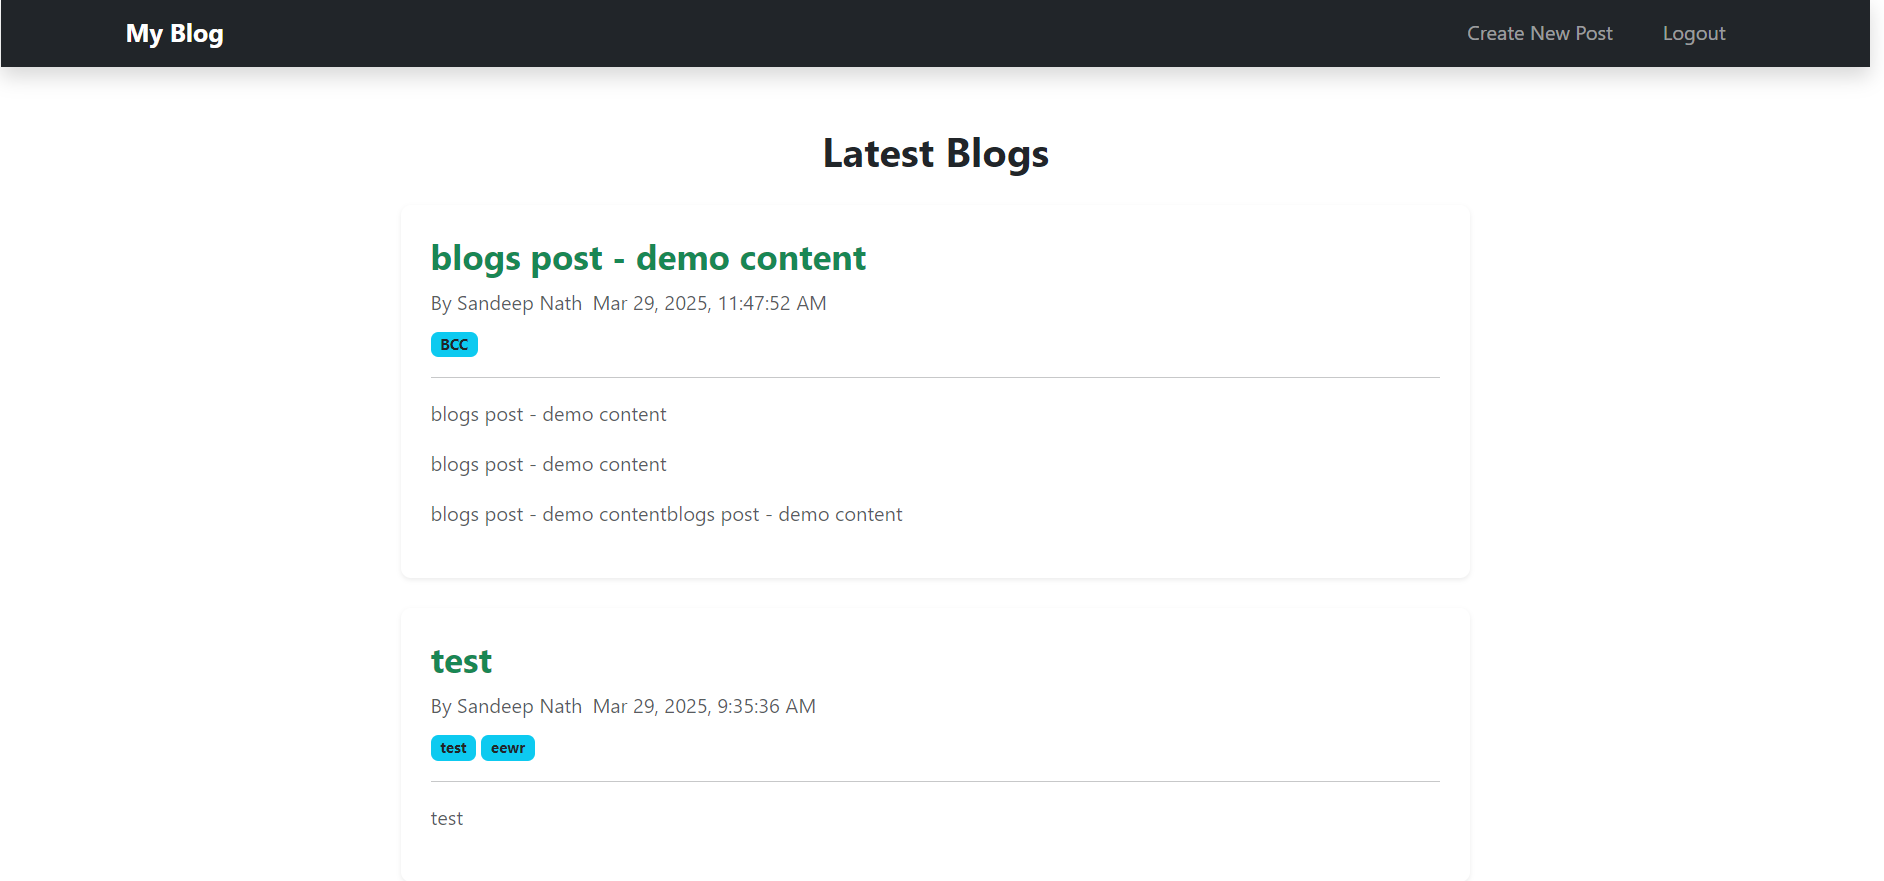 My Blog
Create New Post
Logout
Latest Blogs
blogs post - demo content
By Sandeep Nath  Mar 29, 2025, 11:47:52 AM
BCC
blogs post - demo content
blogs post - demo content
blogs post - demo contentblogs post - demo content
test
By Sandeep Nath  Mar 29, 2025, 9:35:36 AM
test eewr
test